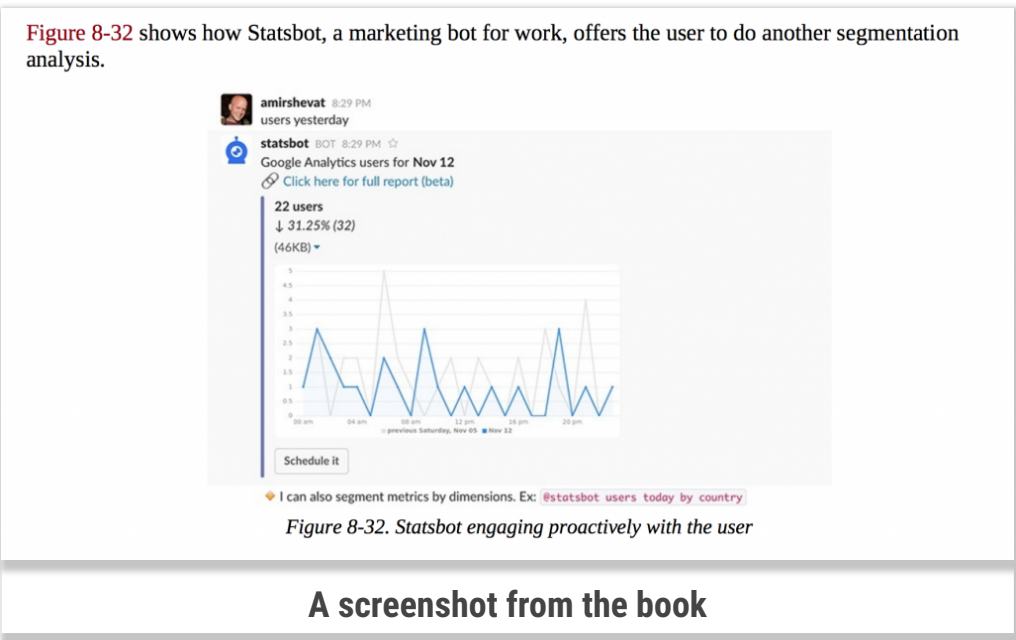 Figure 8-32 shows how Statsbot, a marketing bot for work, offers the user to do another segmentation
analysis.
amirshevat 8:29 PM
users yesterday
statsbot BOT 8:29 PM ☆
Google Analytics users for Nov 12
Click here for full report (beta)
22 users
↓ 31.25% (32)
(46KB)
5
4.5
4
3.5
3
2.5
2
1.5
1
0.5
0
00 am 04 am 08 am 12 pm 16 pm 20 pm
previous Saturday, Nov 05 Nov 12
Schedule it
I can also segment metrics by dimensions. Ex: @statsbot users today by country
Figure 8-32. Statsbot engaging proactively with the user
A screenshot from the book